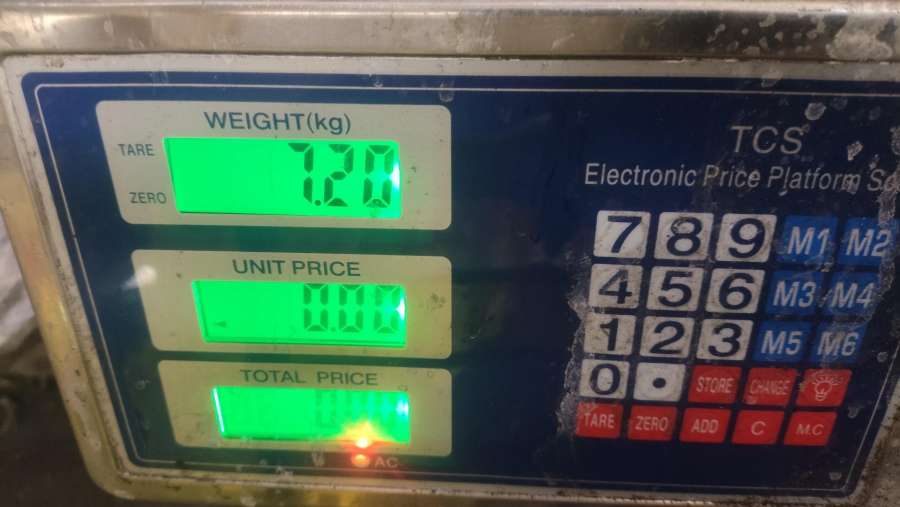 WEIGHT(kg)
TARE
ZERO
7.20
UNIT PRICE
0.00
TOTAL PRICE
AC
TCS
Electronic Price Platform
7 8 9 M1 M2
4 5 6 M3 M4
1 2 3 M5 M6
0 . STORE CHANGE
TARE ZERO ADD C M.C